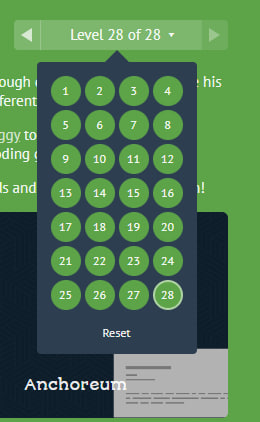 Level 28 of 28
ough
his
ferent
1 2 3 4
5 6 7 8
ggy to
oding g
9 10 11 12
13 14 15 16
ls and
!
17 18 19 20
21 22 23 24
25 26 27 28
Reset
Anchoreum